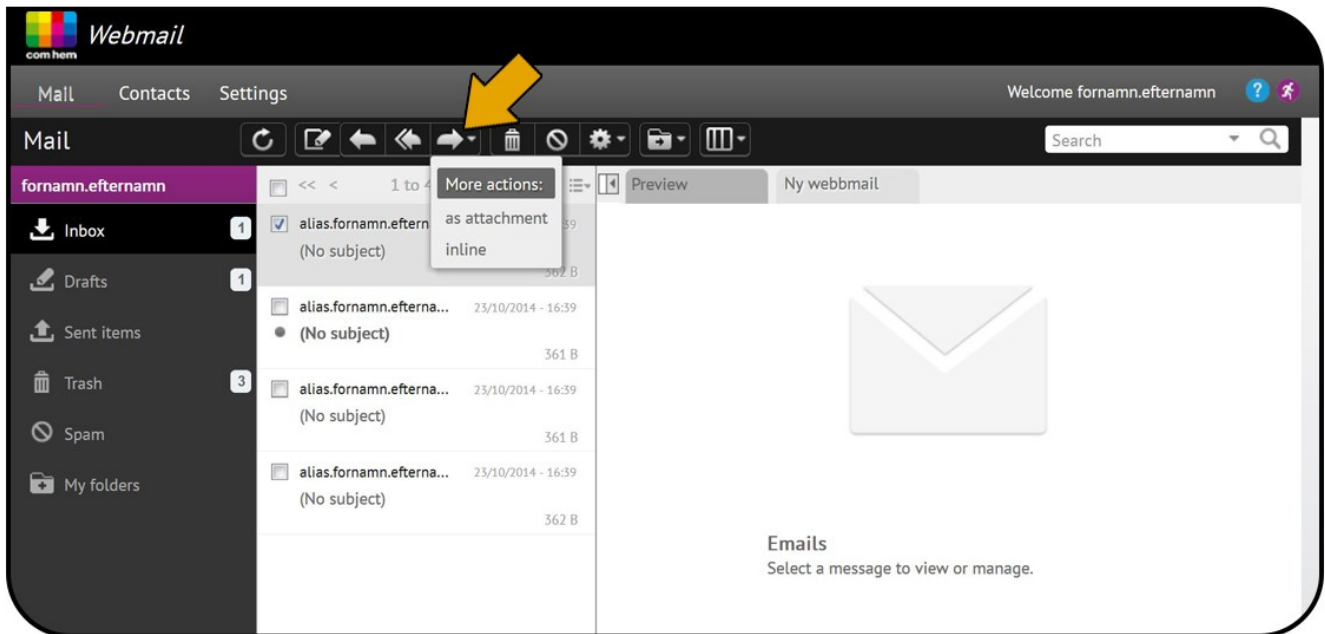 Webmail
com hem
Mail Contacts Settings Welcome fornamn.efternamn ?
Mail Search
fornamn.efternamn
Inbox 1
Drafts 1
Sent items
Trash 3
Spam
My folders
<< < 1 to
More actions:
as attachment
inline
alias.fornamn.eftern 39
(No subject)
362 B
alias.fornamn.efterna... 23/10/2014 - 16:39
(No subject)
361 B
alias.fornamn.efterna... 23/10/2014 - 16:39
(No subject)
361 B
alias.fornamn.efterna... 23/10/2014 - 16:39
(No subject)
362 B
Preview Ny webbmail
Emails
Select a message to view or manage.